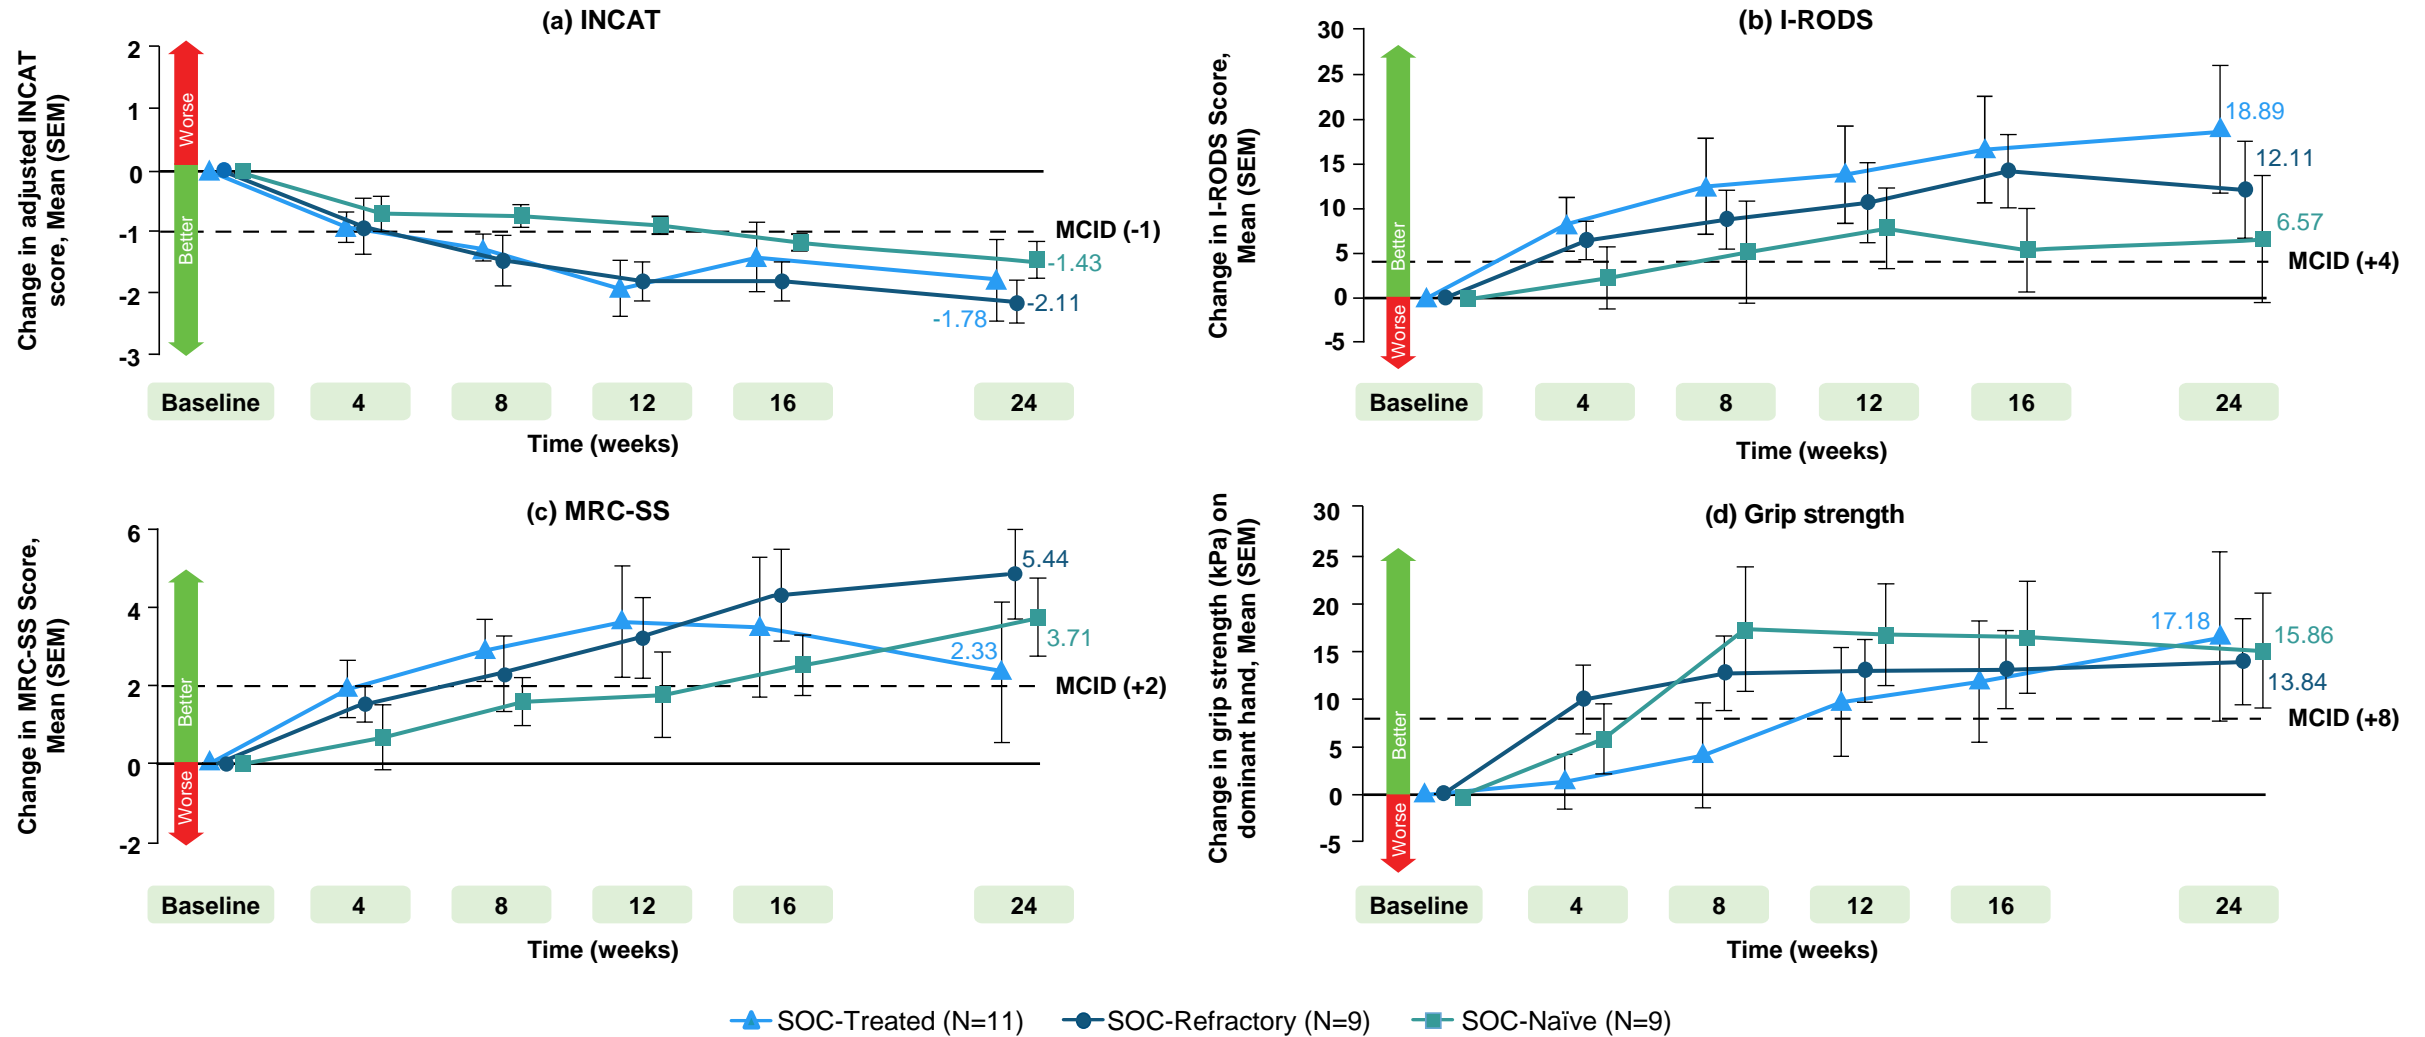 (a) INCAT
Change in adjusted INCAT
score, Mean (SEM)
2
1
0
-1
-2
-3
Worse
Better
MCID (-1)
-1.43
-2.11
-1.78
Baseline 4 8 12 16 24
Time (weeks)
(b) I-RODS
Change in I-RODS Score,
Mean (SEM)
30
25
20
15
10
5
0
-5
Better
Worse
18.89
12.11
6.57
MCID (+4)
Baseline 4 8 12 16 24
Time (weeks)
(c) MRC-SS
Change in MRC-SS Score,
Mean (SEM)
6
4
2
0
-2
Better
Worse
5.44
2.33
3.71
MCID (+2)
Baseline 4 8 12 16 24
Time (weeks)
(d) Grip strength
Change in grip strength (kPa) on
dominant hand, Mean (SEM)
30
25
20
15
10
5
0
-5
Better
Worse
17.18
15.86
13.84
MCID (+8)
Baseline 4 8 12 16 24
Time (weeks)
SOC-Treated (N=11) SOC-Refractory (N=9) SOC-Naïve (N=9)